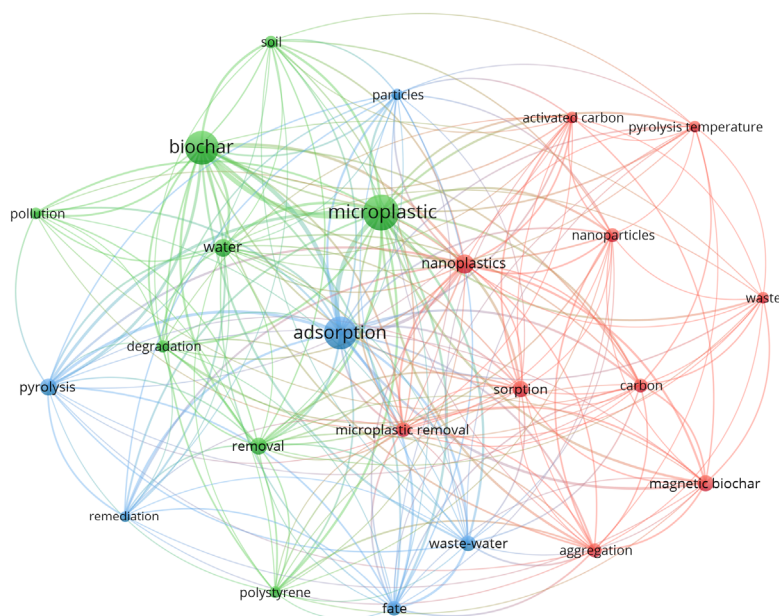 soil
particles
activated carbon
pyrolysis temperature
biochar
pollution
microplastic
water
nanoparticles
nanoplastics
waste
adsorption
degradation
pyrolysis
sorption
carbon
microplastic removal
removal
magnetic biochar
remediation
waste-water
aggregation
polystyrene
fate